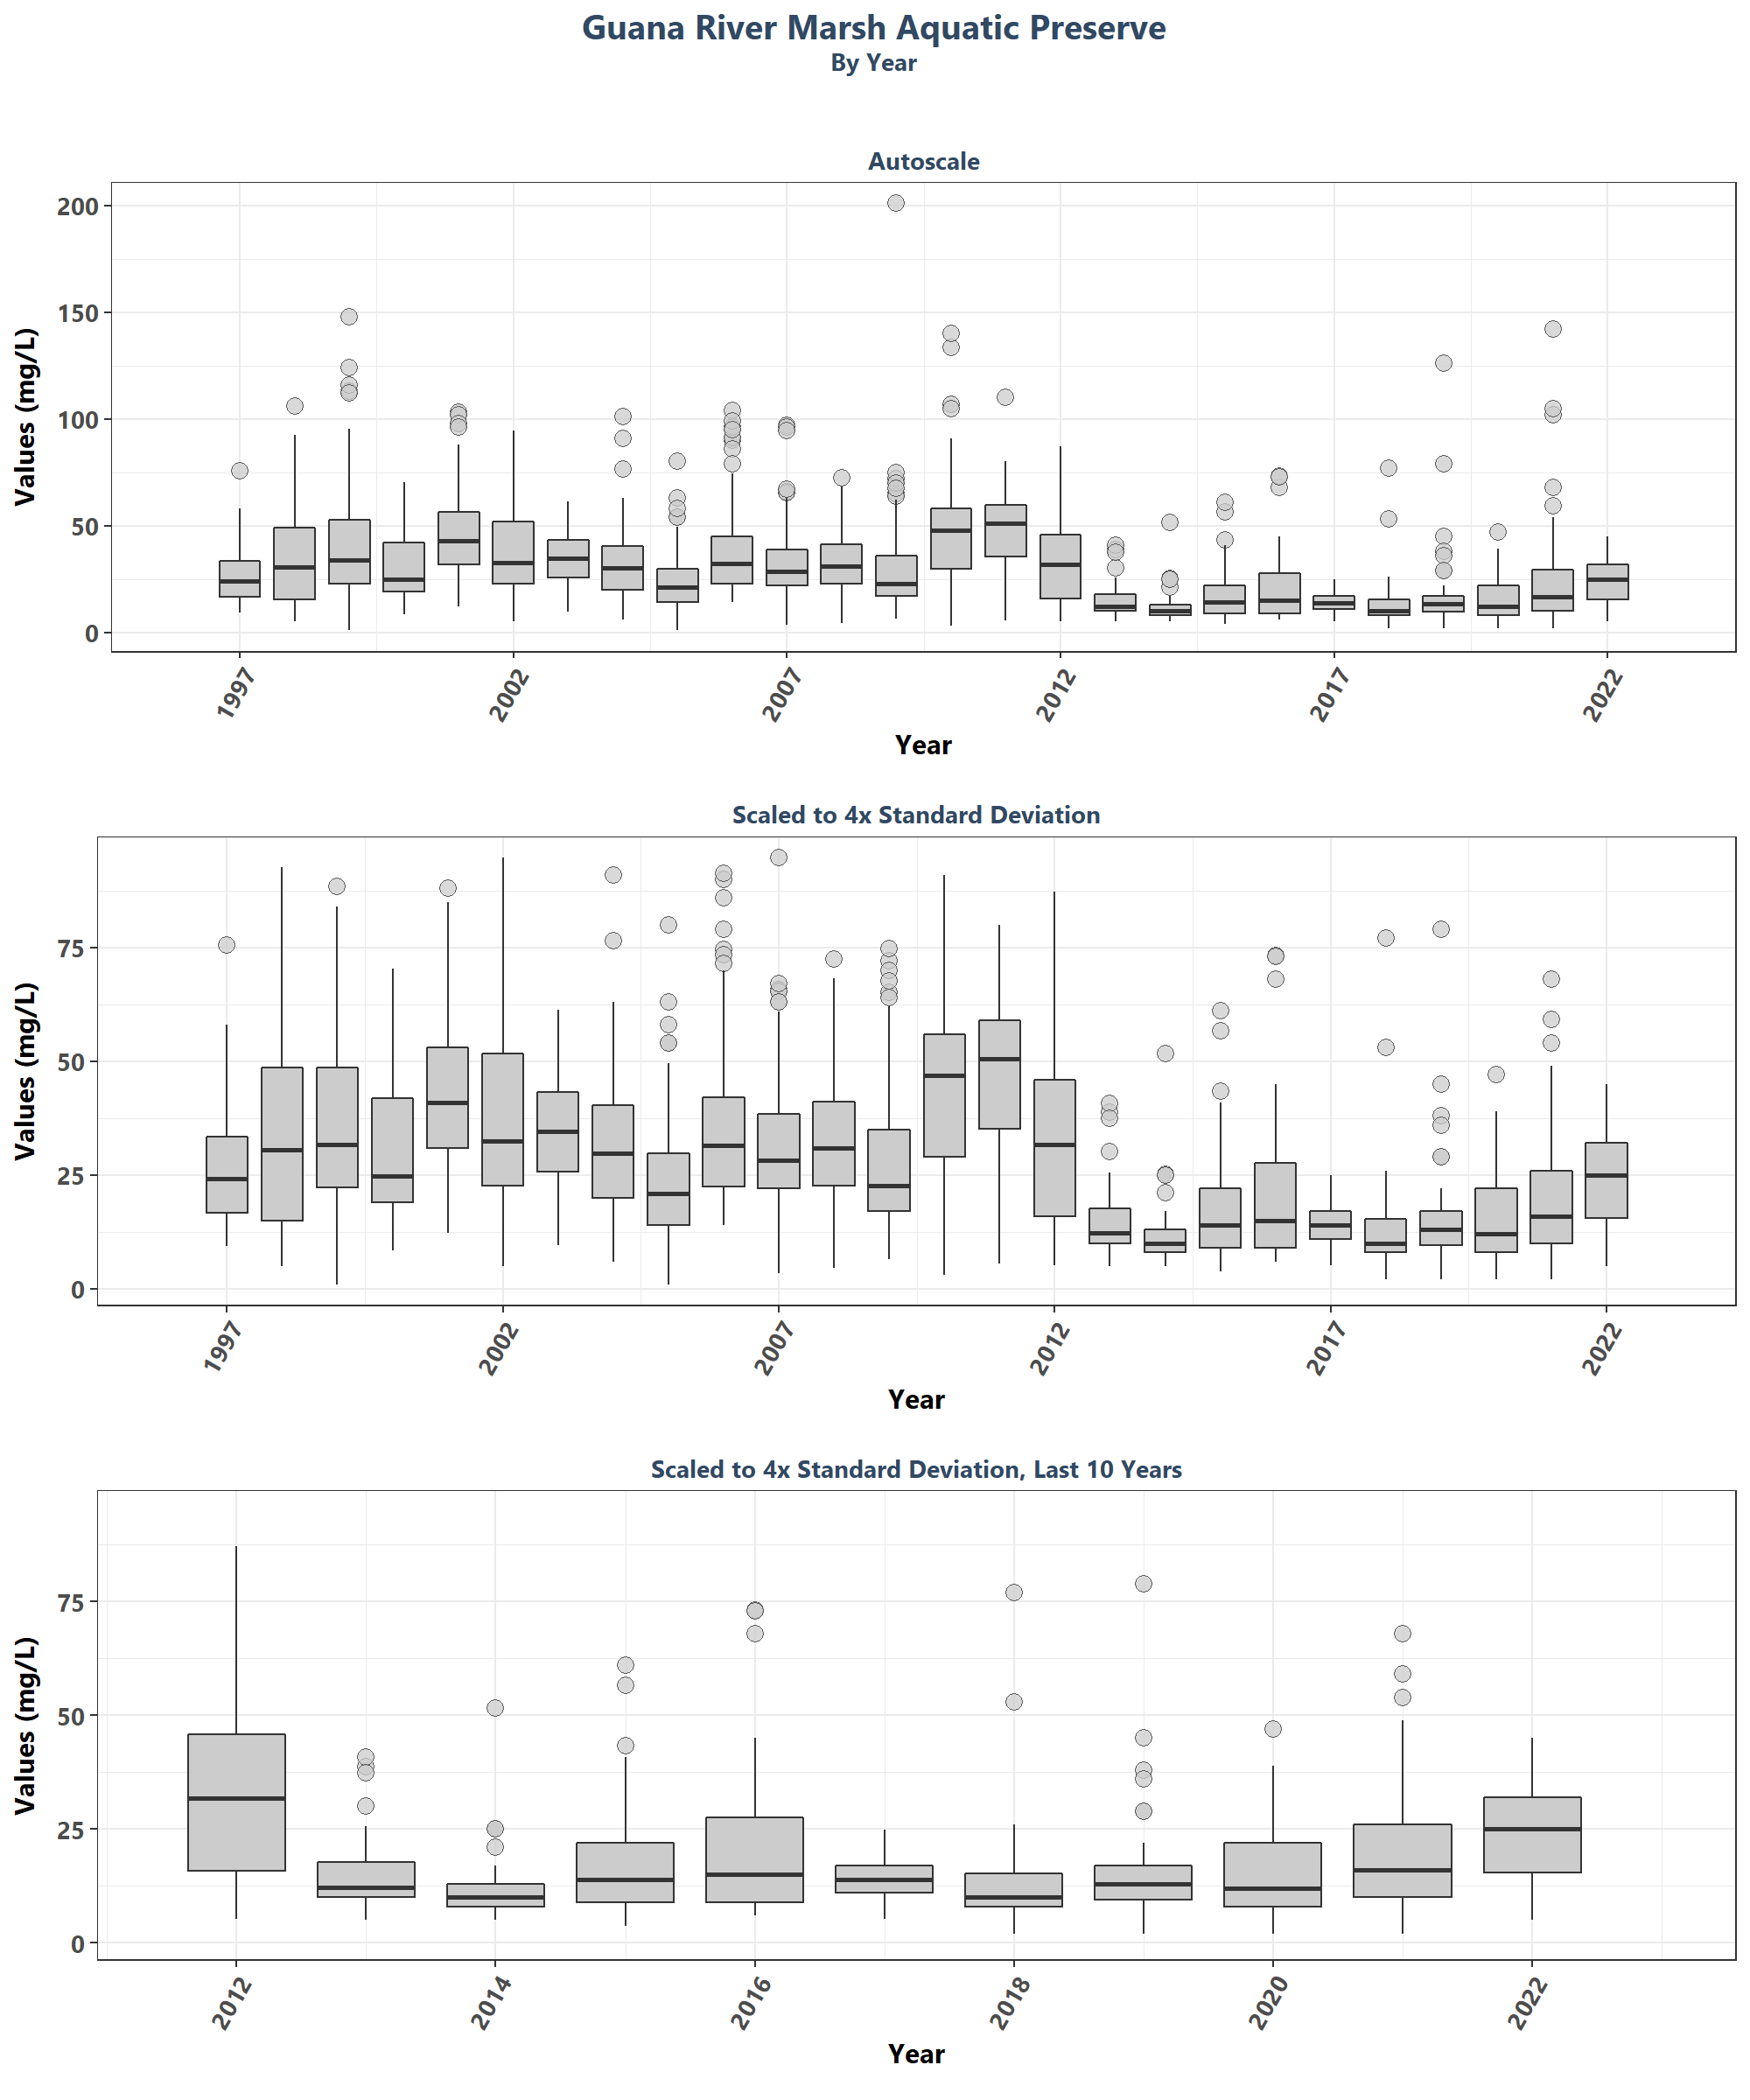 Guana River Marsh Aquatic Preserve
By Year
Autoscale
Values (mg/L)
200
150
100
50
0
1997
2002
2007
2012
2017
2022
Year
Scaled to 4x Standard Deviation
Values (mg/L)
75
50
25
0
1997
2002
2007
2012
2017
2022
Year
Scaled to 4x Standard Deviation, Last 10 Years
Values (mg/L)
75
50
25
0
2012
2014
2016
2018
2020
2022
Year